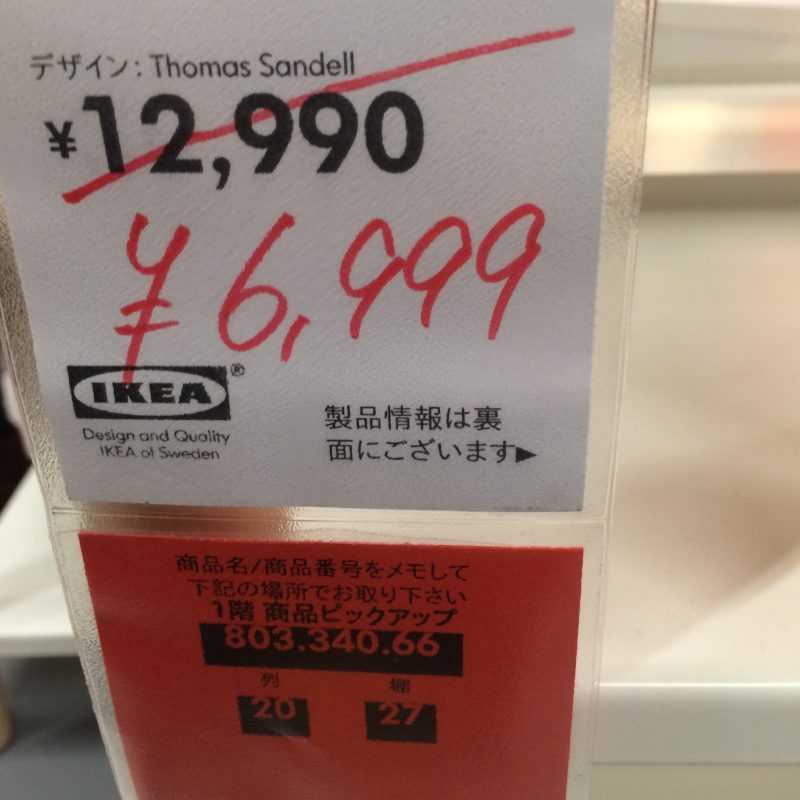 デザイン: Thomas Sandell
¥12,990
¥6,999
IKEA®
Design and Quality
IKEA of Sweden
製品情報は裏
面にございます▶
商品名/商品番号をメモして
下記の場所でお取り下さい
1階 商品ピックアップ
803.340.66
列 棚
20 27